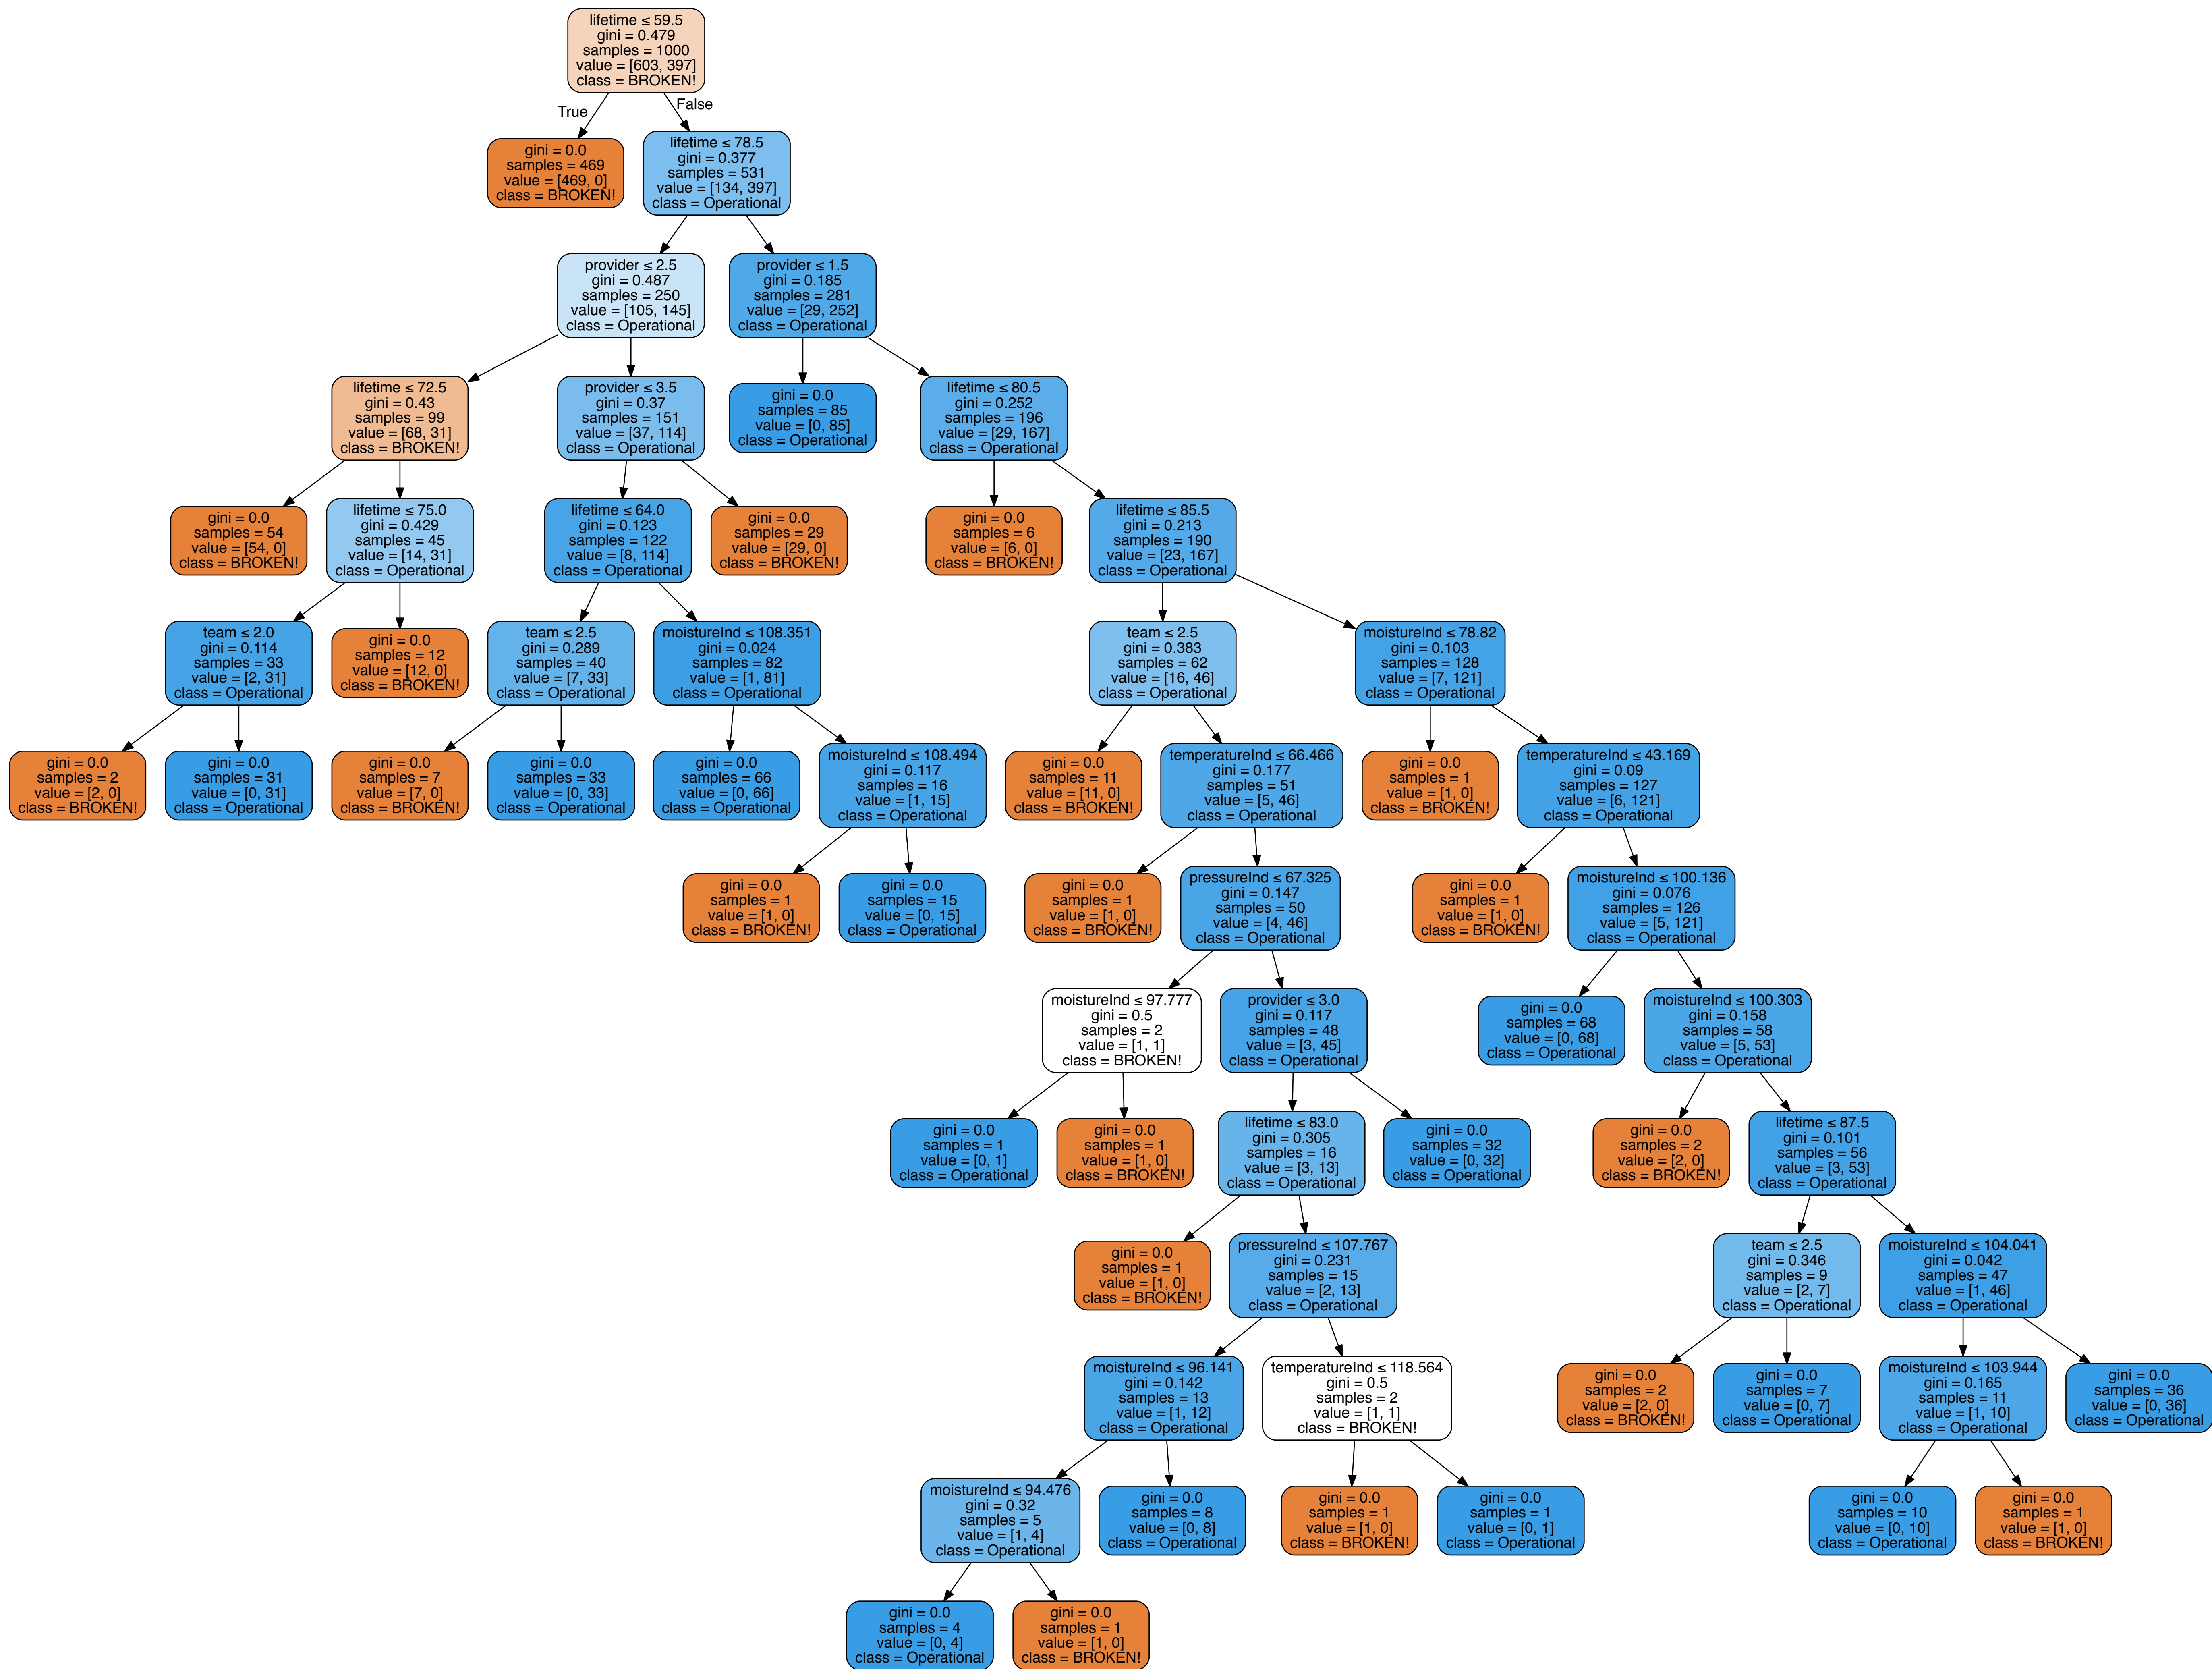 lifetime ≤ 59.5
gini = 0.479
samples = 1000
value = [603, 397]
class = BROKEN!
True
False
gini = 0.0
samples = 469
value = [469, 0]
class = BROKEN!
lifetime ≤ 78.5
gini = 0.377
samples = 531
value = [134, 397]
class = Operational
provider ≤ 2.5
gini = 0.487
samples = 250
value = [105, 145]
class = Operational
provider ≤ 1.5
gini = 0.185
samples = 281
value = [29, 252]
class = Operational
lifetime ≤ 72.5
gini = 0.43
samples = 99
value = [68, 31]
class = BROKEN!
provider ≤ 3.5
gini = 0.37
samples = 151
value = [37, 114]
class = Operational
gini = 0.0
samples = 85
value = [0, 85]
class = Operational
lifetime ≤ 80.5
gini = 0.252
samples = 196
value = [29, 167]
class = Operational
gini = 0.0
samples = 54
value = [54, 0]
class = BROKEN!
lifetime ≤ 75.0
gini = 0.429
samples = 45
value = [14, 31]
class = Operational
lifetime ≤ 64.0
gini = 0.123
samples = 122
value = [8, 114]
class = Operational
gini = 0.0
samples = 29
value = [29, 0]
class = BROKEN!
gini = 0.0
samples = 6
value = [6, 0]
class = BROKEN!
lifetime ≤ 85.5
gini = 0.213
samples = 190
value = [23, 167]
class = Operational
team ≤ 2.0
gini = 0.114
samples = 33
value = [2, 31]
class = Operational
gini = 0.0
samples = 12
value = [12, 0]
class = BROKEN!
team ≤ 2.5
gini = 0.289
samples = 40
value = [7, 33]
class = Operational
moistureInd ≤ 108.351
gini = 0.024
samples = 82
value = [1, 81]
class = Operational
team ≤ 2.5
gini = 0.383
samples = 62
value = [16, 46]
class = Operational
moistureInd ≤ 78.82
gini = 0.103
samples = 128
value = [7, 121]
class = Operational
gini = 0.0
samples = 2
value = [2, 0]
class = BROKEN!
gini = 0.0
samples = 31
value = [0, 31]
class = Operational
gini = 0.0
samples = 7
value = [7, 0]
class = BROKEN!
gini = 0.0
samples = 33
value = [0, 33]
class = Operational
gini = 0.0
samples = 66
value = [0, 66]
class = Operational
moistureInd ≤ 108.494
gini = 0.117
samples = 16
value = [1, 15]
class = Operational
gini = 0.0
samples = 11
value = [11, 0]
class = BROKEN!
temperatureInd ≤ 66.466
gini = 0.177
samples = 51
value = [5, 46]
class = Operational
gini = 0.0
samples = 1
value = [1, 0]
class = BROKEN!
temperatureInd ≤ 43.169
gini = 0.09
samples = 127
value = [6, 121]
class = Operational
gini = 0.0
samples = 1
value = [1, 0]
class = BROKEN!
gini = 0.0
samples = 15
value = [0, 15]
class = Operational
gini = 0.0
samples = 1
value = [1, 0]
class = BROKEN!
pressureInd ≤ 67.325
gini = 0.147
samples = 50
value = [4, 46]
class = Operational
gini = 0.0
samples = 1
value = [1, 0]
class = BROKEN!
moistureInd ≤ 100.136
gini = 0.076
samples = 126
value = [5, 121]
class = Operational
moistureInd ≤ 97.777
gini = 0.5
samples = 2
value = [1, 1]
class = BROKEN!
provider ≤ 3.0
gini = 0.117
samples = 48
value = [3, 45]
class = Operational
gini = 0.0
samples = 68
value = [0, 68]
class = Operational
moistureInd ≤ 100.303
gini = 0.158
samples = 58
value = [5, 53]
class = Operational
gini = 0.0
samples = 1
value = [0, 1]
class = Operational
gini = 0.0
samples = 1
value = [1, 0]
class = BROKEN!
lifetime ≤ 83.0
gini = 0.305
samples = 16
value = [3, 13]
class = Operational
gini = 0.0
samples = 32
value = [0, 32]
class = Operational
gini = 0.0
samples = 2
value = [2, 0]
class = BROKEN!
lifetime ≤ 87.5
gini = 0.101
samples = 56
value = [3, 53]
class = Operational
gini = 0.0
samples = 1
value = [1, 0]
class = BROKEN!
pressureInd ≤ 107.767
gini = 0.231
samples = 15
value = [2, 13]
class = Operational
team ≤ 2.5
gini = 0.346
samples = 9
value = [2, 7]
class = Operational
moistureInd ≤ 104.041
gini = 0.042
samples = 47
value = [1, 46]
class = Operational
moistureInd ≤ 96.141
gini = 0.142
samples = 13
value = [1, 12]
class = Operational
temperatureInd ≤ 118.564
gini = 0.5
samples = 2
value = [1, 1]
class = BROKEN!
gini = 0.0
samples = 2
value = [2, 0]
class = BROKEN!
gini = 0.0
samples = 7
value = [0, 7]
class = Operational
moistureInd ≤ 103.944
gini = 0.165
samples = 11
value = [1, 10]
class = Operational
gini = 0.0
samples = 36
value = [0, 36]
class = Operational
moistureInd ≤ 94.476
gini = 0.32
samples = 5
value = [1, 4]
class = Operational
gini = 0.0
samples = 8
value = [0, 8]
class = Operational
gini = 0.0
samples = 1
value = [1, 0]
class = BROKEN!
gini = 0.0
samples = 1
value = [0, 1]
class = Operational
gini = 0.0
samples = 10
value = [0, 10]
class = Operational
gini = 0.0
samples = 1
value = [1, 0]
class = BROKEN!
gini = 0.0
samples = 4
value = [0, 4]
class = Operational
gini = 0.0
samples = 1
value = [1, 0]
class = BROKEN!